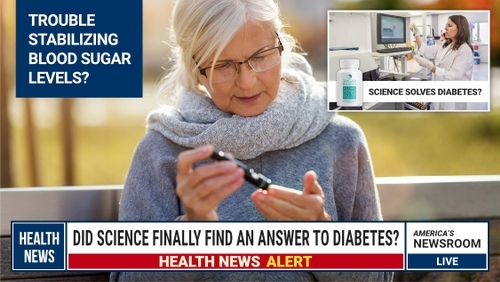 TROUBLE
STABILIZING
BLOOD SUGAR
LEVELS?
SCIENCE SOLVES DIABETES?
HEALTH
NEWS
DID SCIENCE FINALLY FIND AN ANSWER TO DIABETES?
HEALTH NEWS ALERT
AMERICA'S
NEWSROOM
LIVE